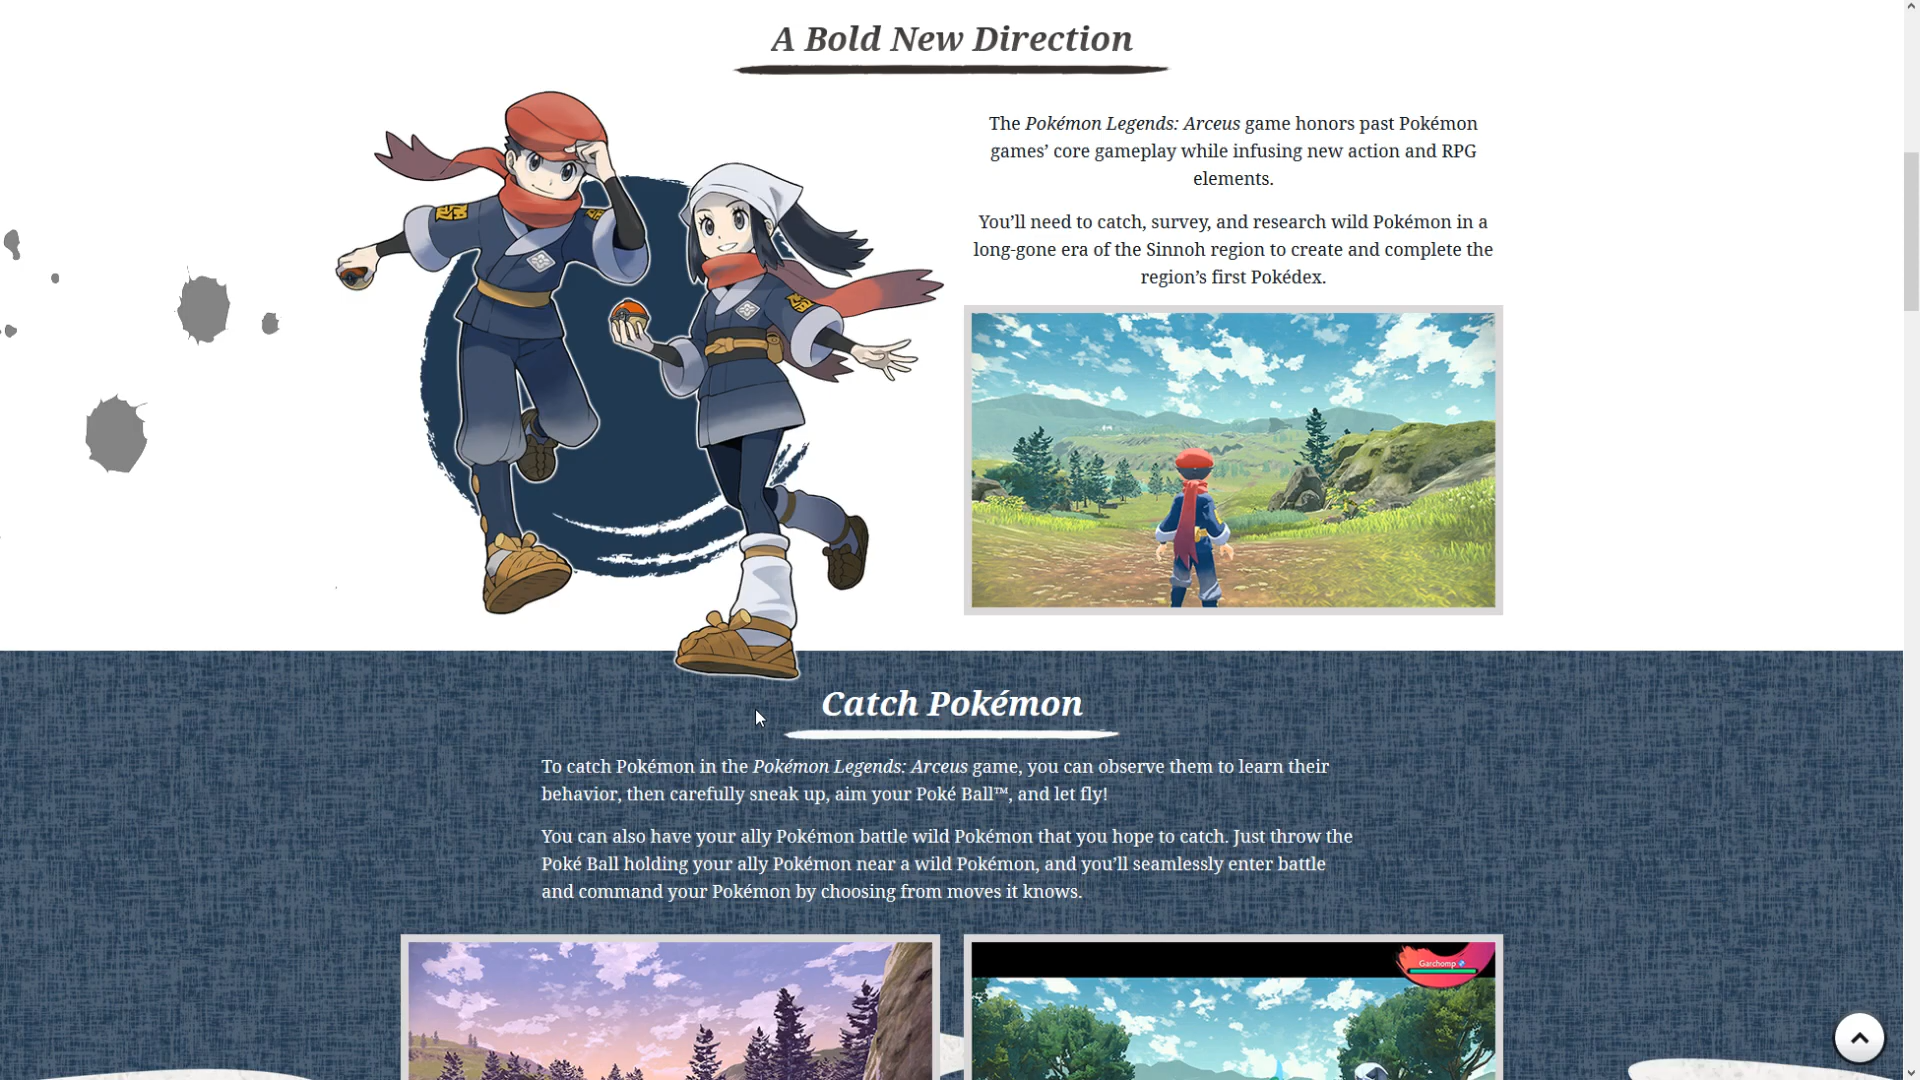 A Bold New Direction
The Pokémon Legends: Arceus game honors past Pokémon
games’ core gameplay while infusing new action and RPG
elements.
You’ll need to catch, survey, and research wild Pokémon in a
long-gone era of the Sinnoh region to create and complete the
region’s first Pokédex.
Catch Pokémon
To catch Pokémon in the Pokémon Legends: Arceus game, you can observe them to learn their
behavior, then carefully sneak up, aim your Poké Ball™, and let fly!
You can also have your ally Pokémon battle wild Pokémon that you hope to catch. Just throw the
Poké Ball holding your ally Pokémon near a wild Pokémon, and you’ll seamlessly enter battle
and command your Pokémon by choosing from moves it knows.
Garchomp